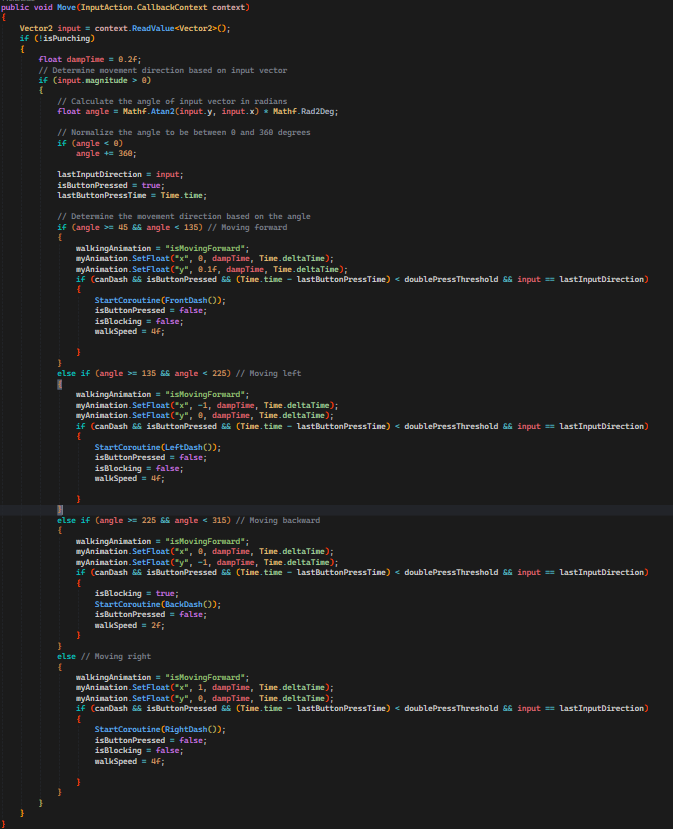 public void Move(InputAction.CallbackContext context)
{
    Vector2 input = context.ReadValue<Vector2>();
    if (!isPunching)
    {
        float dampTime = 0.2f;
        // Determine movement direction based on input vector
        if (input.magnitude > 0)
        {
            // Calculate the angle of input vector in radians
            float angle = Mathf.Atan2(input.y, input.x) * Mathf.Rad2Deg;

            // Normalize the angle to be between 0 and 360 degrees
            if (angle < 0)
                angle += 360;

            lastInputDirection = input;
            isButtonPressed = true;
            lastButtonPressTime = Time.time;

            // Determine the movement direction based on the angle
            if (angle >= 45 && angle < 135) // Moving forward
            {
                walkingAnimation = "isMovingForward";
                myAnimation.SetFloat("x", 0, dampTime, Time.deltaTime);
                myAnimation.SetFloat("y", 0.1f, dampTime, Time.deltaTime);
                if (canDash && isButtonPressed && (Time.time - lastButtonPressTime) < doublePressThreshold && input == lastInputDirection)
                {
                    StartCoroutine(FrontDash());
                    isButtonPressed = false;
                    isBlocking = false;
                    walkSpeed = 4f;

                }
            }
            else if (angle >= 135 && angle < 225) // Moving left
            {
                walkingAnimation = "isMovingForward";
                myAnimation.SetFloat("x", -1, dampTime, Time.deltaTime);
                myAnimation.SetFloat("y", 0, dampTime, Time.deltaTime);
                if (canDash && isButtonPressed && (Time.time - lastButtonPressTime) < doublePressThreshold && input == lastInputDirection)
                {
                    StartCoroutine(LeftDash());
                    isButtonPressed = false;
                    isBlocking = false;
                    walkSpeed = 4f;

                }
            }
            else if (angle >= 225 && angle < 315) // Moving backward
            {
                walkingAnimation = "isMovingForward";
                myAnimation.SetFloat("x", 0, dampTime, Time.deltaTime);
                myAnimation.SetFloat("y", -1, dampTime, Time.deltaTime);
                if (canDash && isButtonPressed && (Time.time - lastButtonPressTime) < doublePressThreshold && input == lastInputDirection)
                {
                    isBlocking = true;
                    StartCoroutine(BackDash());
                    isButtonPressed = false;
                    walkSpeed = 2f;
                }
            }
            else // Moving right
            {
                walkingAnimation = "isMovingForward";
                myAnimation.SetFloat("x", 1, dampTime, Time.deltaTime);
                myAnimation.SetFloat("y", 0, dampTime, Time.deltaTime);
                if (canDash && isButtonPressed && (Time.time - lastButtonPressTime) < doublePressThreshold && input == lastInputDirection)
                {
                    StartCoroutine(RightDash());
                    isButtonPressed = false;
                    isBlocking = false;
                    walkSpeed = 4f;

                }
            }
        }
    }
}